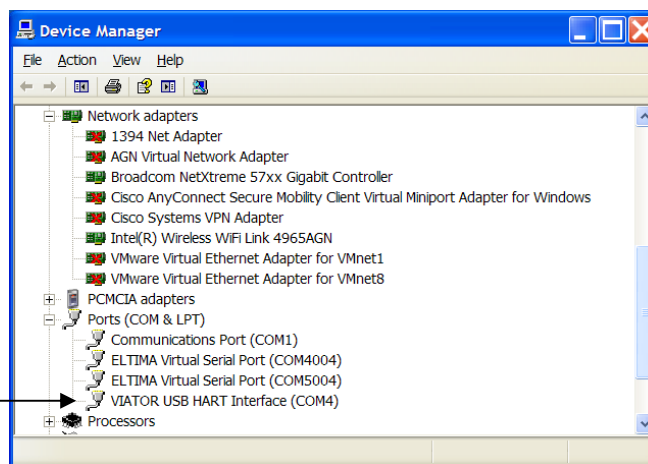 Device Manager
File Action View Help
Network adapters
1394 Net Adapter
AGN Virtual Network Adapter
Broadcom NetXtreme 57xx Gigabit Controller
Cisco AnyConnect Secure Mobility Client Virtual Miniport Adapter for Windows
Cisco Systems VPN Adapter
Intel(R) Wireless WiFi Link 4965AGN
VMware Virtual Ethernet Adapter for VMnet1
VMware Virtual Ethernet Adapter for VMnet8
PCMCIA adapters
Ports (COM & LPT)
Communications Port (COM1)
ELTIMA Virtual Serial Port (COM4004)
ELTIMA Virtual Serial Port (COM5004)
VIATOR USB HART Interface (COM4)
Processors